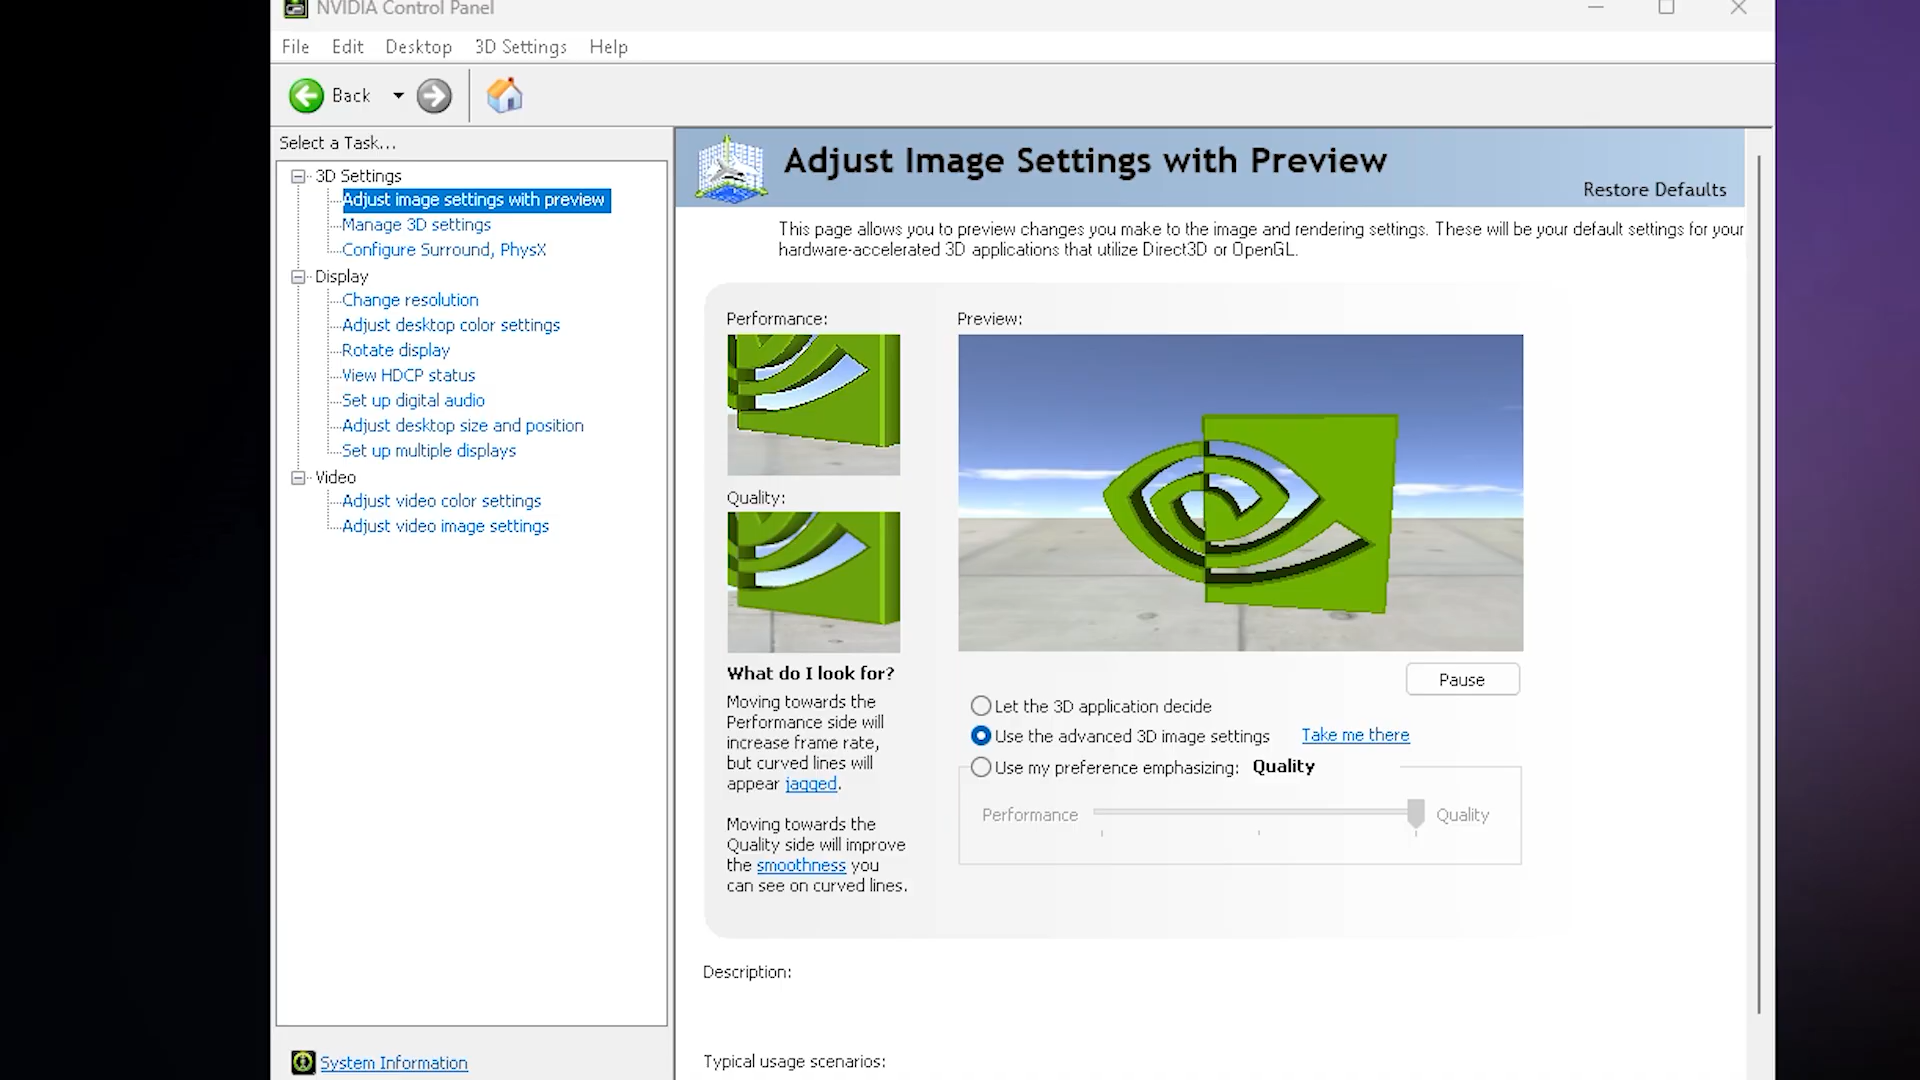 NVIDIA Control Panel
File Edit Desktop 3D Settings Help
Back
Select a Task...
3D Settings
Adjust image settings with preview
Manage 3D settings
Configure Surround, PhysX
Display
Change resolution
Adjust desktop color settings
Rotate display
View HDCP status
Set up digital audio
Adjust desktop size and position
Set up multiple displays
Video
Adjust video color settings
Adjust video image settings
System Information
Adjust Image Settings with Preview
Restore Defaults
This page allows you to preview changes you make to the image and rendering settings. These will be your default settings for your
hardware-accelerated 3D applications that utilize Direct3D or OpenGL.
Performance:
Quality:
What do I look for?
Moving towards the
Performance side will
increase frame rate,
but curved lines will
appear jagged.
Moving towards the
Quality side will improve
the smoothness you
can see on curved lines.
Preview:
Pause
Let the 3D application decide
Use the advanced 3D image settings Take me there
Use my preference emphasizing: Quality
Performance Quality
Description:
Typical usage scenarios: